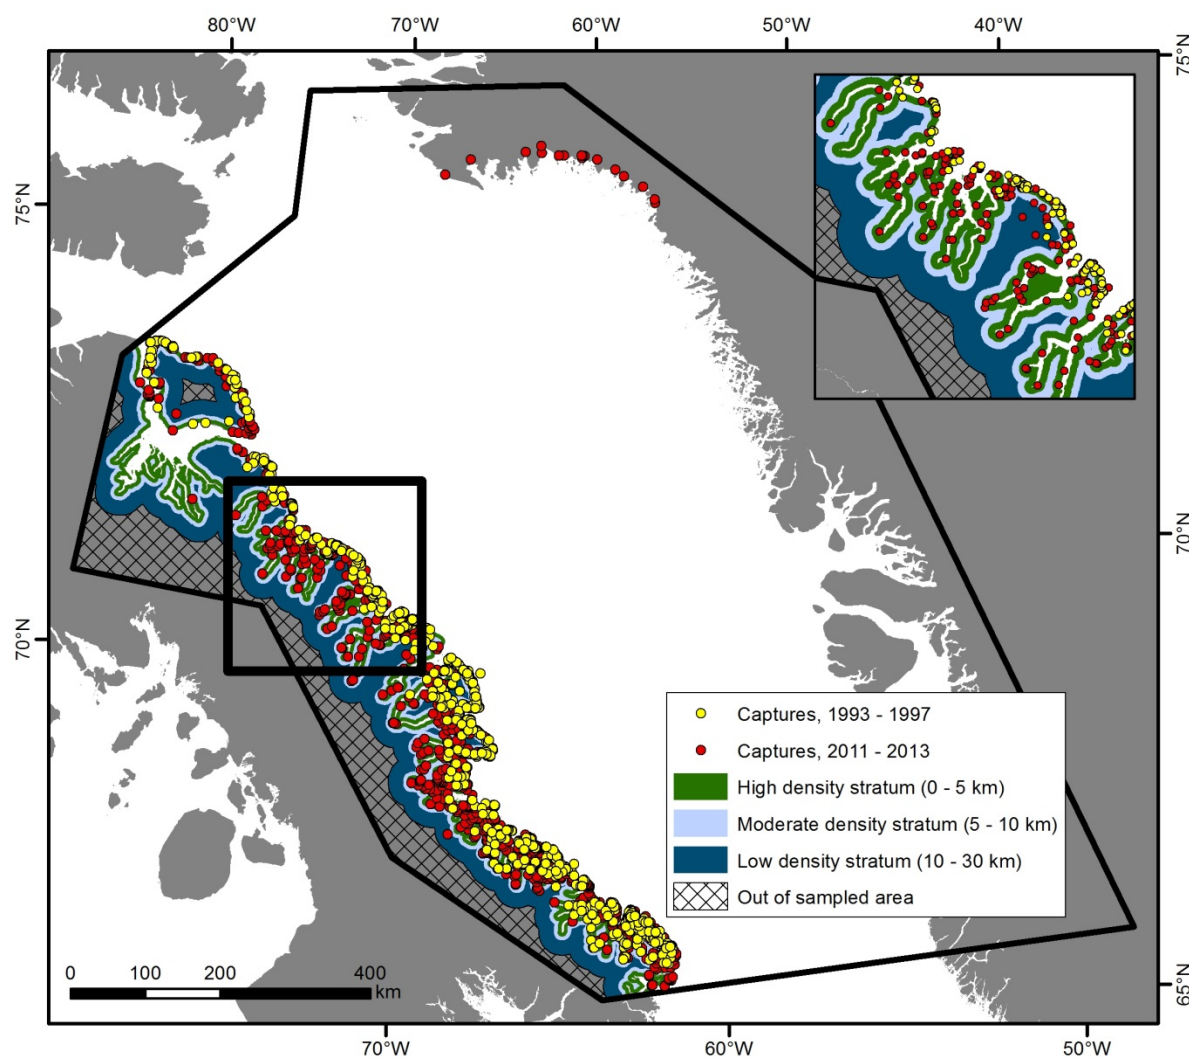 80°W 70°W 60°W 50°W 40°W
75°N
75°N
70°N
70°N
Captures, 1993 - 1997
Captures, 2011 - 2013
High density stratum (0 - 5 km)
Moderate density stratum (5 - 10 km)
Low density stratum (10 - 30 km)
Out of sampled area
0 100 200 400
km
65°N
70°W 60°W 50°W